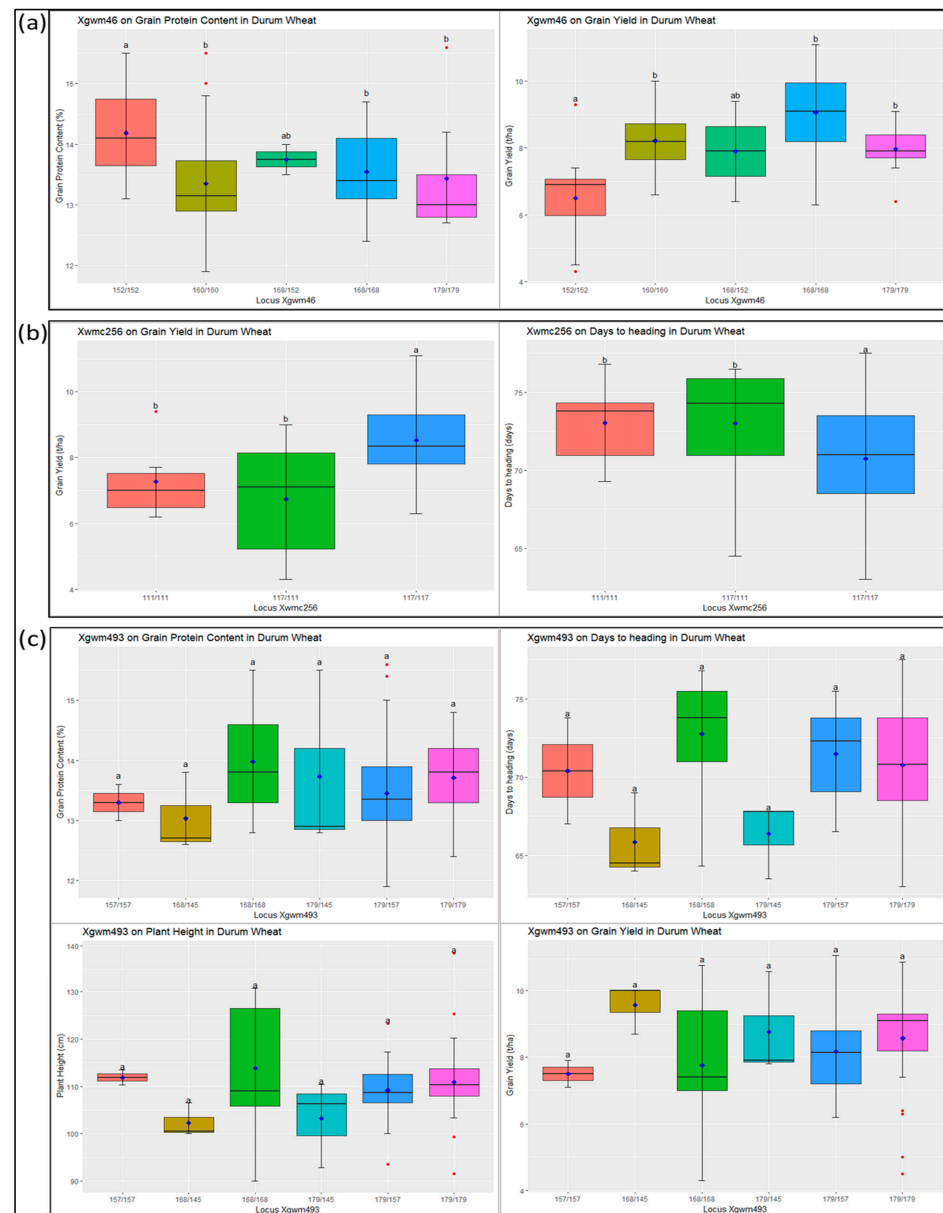 (a)
Xgwm46 on Grain Protein Content in Durum Wheat
Grain Protein Content (%)
15
14
13
12
a
b
ab
b
b
152/152 160/160 168/152 168/168 179/179
Locus Xgwm46
Xgwm46 on Grain Yield in Durum Wheat
Grain Yield (t/ha)
10
8
6
4
a
b
ab
b
b
152/152 160/160 168/152 168/168 179/179
Locus Xgwm46
(b)
Xwmc256 on Grain Yield in Durum Wheat
Grain Yield (t/ha)
10
8
6
4
b
b
a
111/111 117/111 117/117
Locus Xwmc256
Xwmc256 on Days to heading in Durum Wheat
Days to heading (days)
75
70
65
b
b
a
111/111 117/111 117/117
Locus Xwmc256
(c)
Xgwm493 on Grain Protein Content in Durum Wheat
Grain Protein Content (%)
15
14
13
12
a
a
a
a
a
a
157/157 168/145 168/168 179/145 179/157 179/179
Locus Xgwm493
Xgwm493 on Days to heading in Durum Wheat
Days to heading (days)
75
70
65
a
a
a
a
a
a
157/157 168/145 168/168 179/145 179/157 179/179
Locus Xgwm493
Xgwm493 on Plant Height in Durum Wheat
Plant Height (cm)
140
130
120
110
100
90
a
a
a
a
a
a
157/157 168/145 168/168 179/145 179/157 179/179
Locus Xgwm493
Xgwm493 on Grain Yield in Durum Wheat
Grain Yield (t/ha)
10
8
6
4
a
a
a
a
a
a
157/157 168/145 168/168 179/145 179/157 179/179
Locus Xgwm493